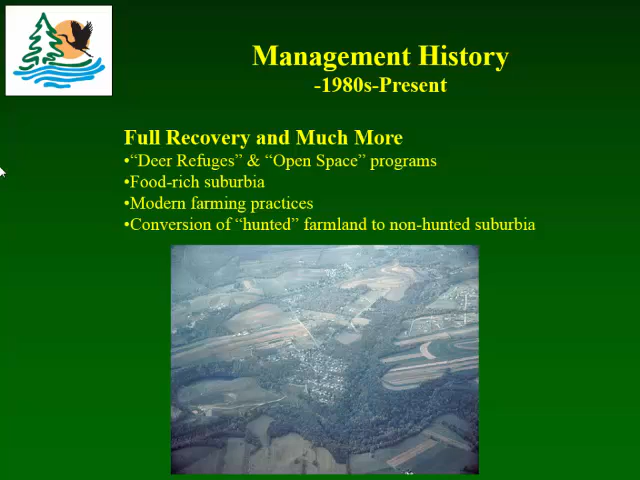 Management History
-1980s-Present
Full Recovery and Much More
•“Deer Refuges” & “Open Space” programs
•Food-rich suburbia
•Modern farming practices
•Conversion of “hunted” farmland to non-hunted suburbia